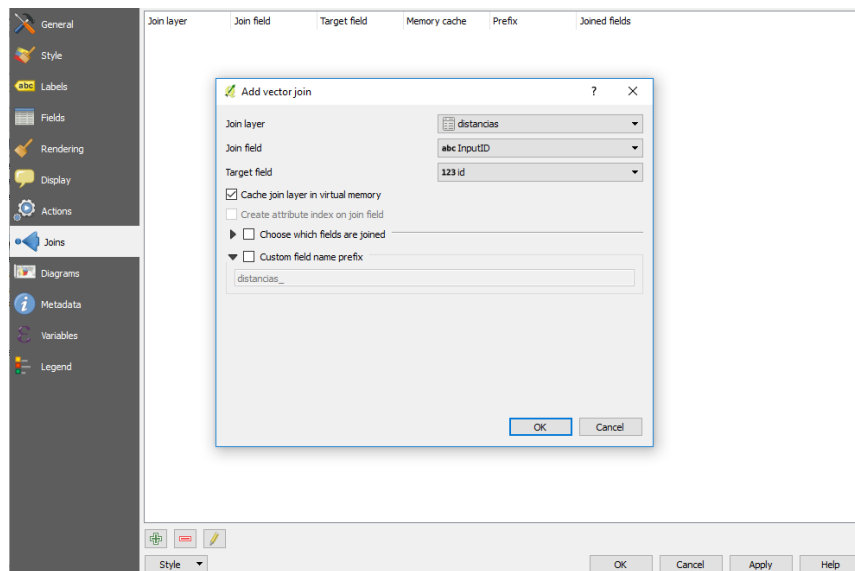 General
Style
abc Labels
Fields
Rendering
Display
Actions
Joins
Diagrams
Metadata
Variables
Legend
Join layer Join field Target field Memory cache Prefix Joined fields
Add vector join ?
Join layer distancias
Join field abc InputID
Target field 123 id
Cache join layer in virtual memory
Create attribute index on join field
Choose which fields are joined
Custom field name prefix
distancias_
OK Cancel
Style OK Cancel Apply Help